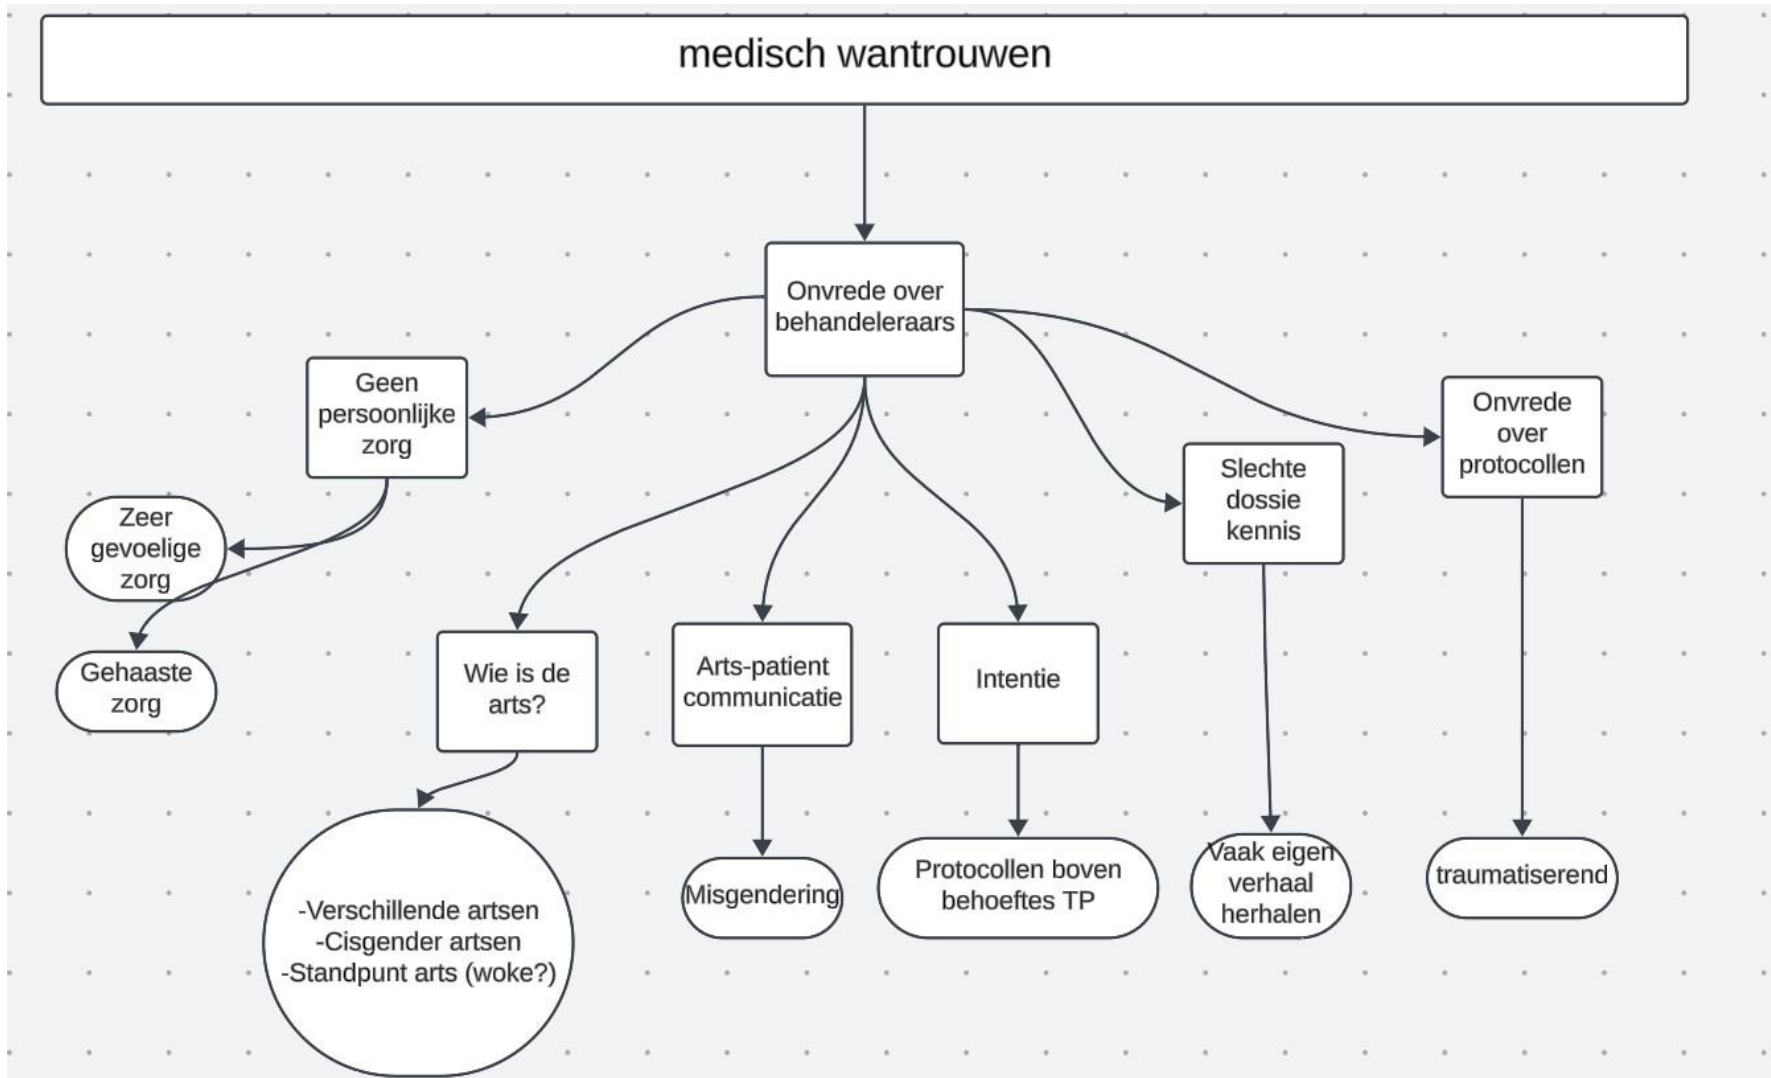 medisch wantrouwen
Onvrede over
behandeleraars
Geen
persoonlijke
zorg
Onvrede
over
protocollen
Slechte
dossie
kennis
Zeer
gevoelige
zorg
Gehaaste
zorg
Wie is de
arts?
Arts-patient
communicatie
Intentie
-Verschillende artsen
-Cisgender artsen
-Standpunt arts (woke?)
Misgendering
Protocollen boven
behoeftes TP
Vaak eigen
verhaal
herhalen
traumatiserend